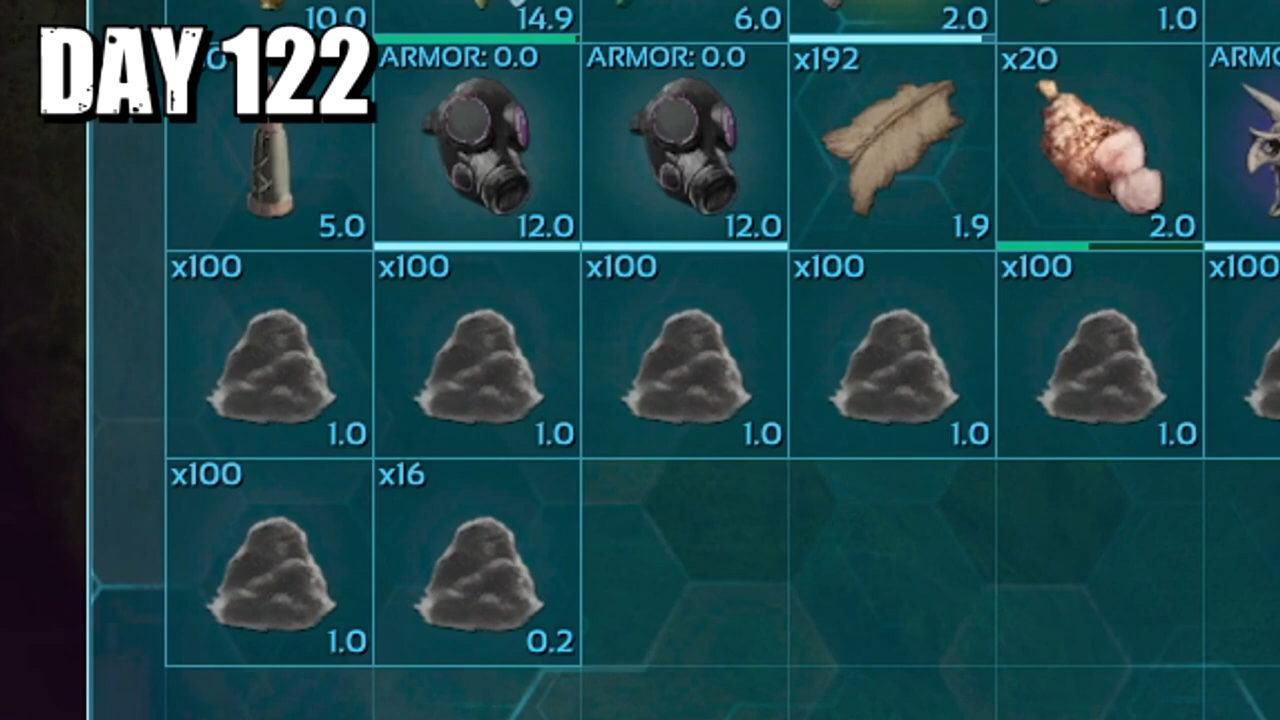 10.0 14.9 6.0 2.0 1.0
DAY 122
ARMOR: 0.0 ARMOR: 0.0 x192 x20
5.0 12.0 12.0 1.9 2.0
x100 x100 x100 x100 x100 x100
1.0 1.0 1.0 1.0 1.0
x100 x16
1.0 0.2